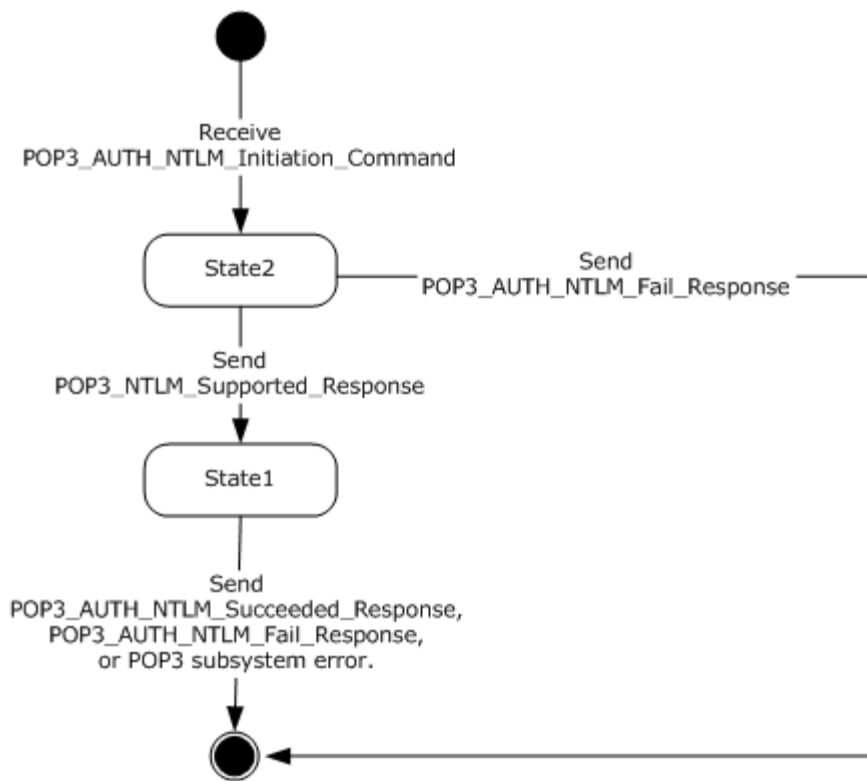 Receive
POP3_AUTH_NTLM_Initiation_Command
State2
Send
POP3_AUTH_NTLM_Fail_Response
Send
POP3_NTLM_Supported_Response
State1
Send
POP3_AUTH_NTLM_Succeeded_Response,
POP3_AUTH_NTLM_Fail_Response,
or POP3 subsystem error.